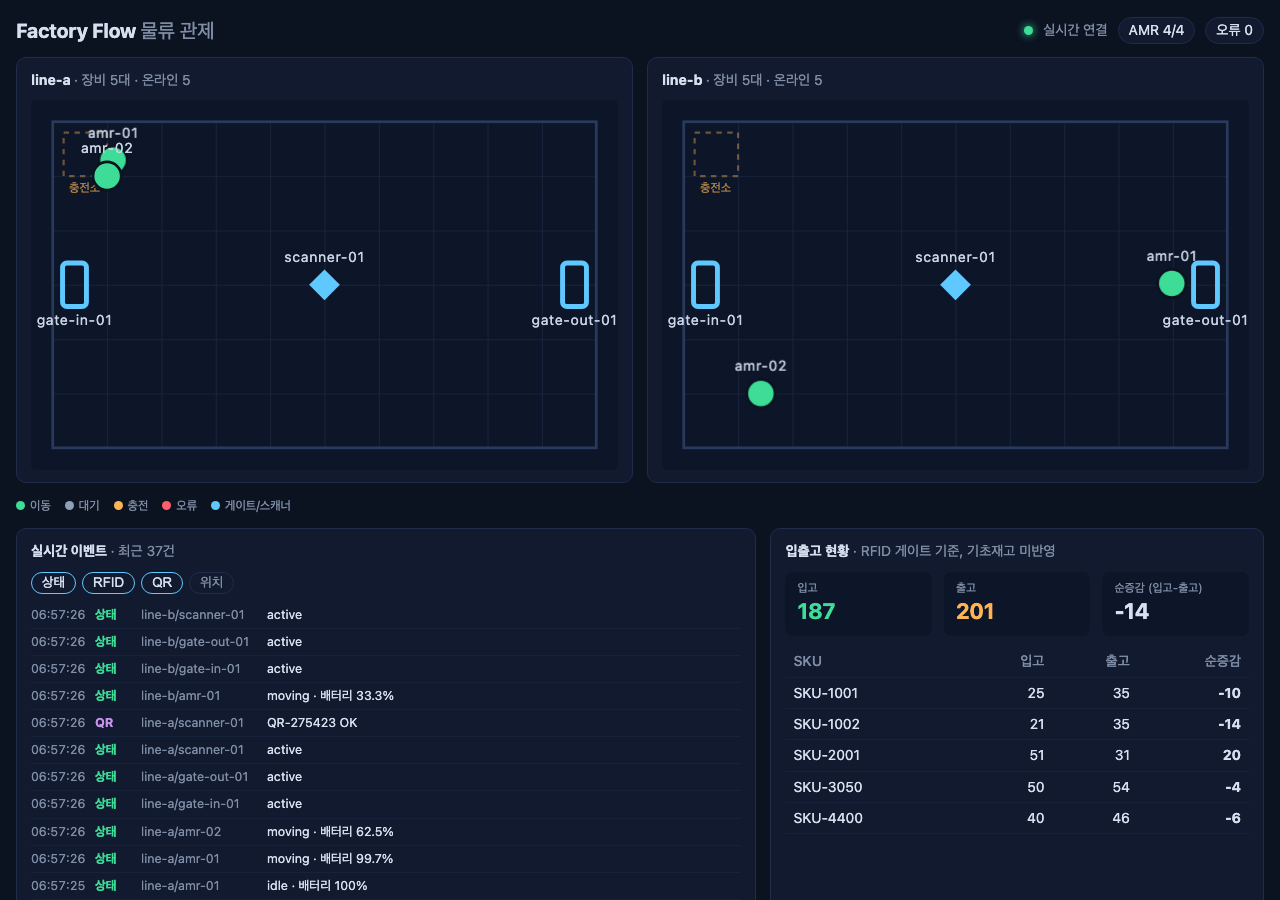 Factory Flow 물류 관제
실시간 연결 AMR 4/4 오류 0
line-a · 장비 5대 · 온라인 5
amr-01
amr-02
충전소
scanner-01
gate-in-01
gate-out-01
line-b · 장비 5대 · 온라인 5
충전소
scanner-01
amr-01
gate-in-01
gate-out-01
amr-02
이동 대기 충전 오류 게이트/스캐너
실시간 이벤트 · 최근 37건
상태 RFID QR 위치
06:57:26 상태 line-b/scanner-01 active
06:57:26 상태 line-b/gate-out-01 active
06:57:26 상태 line-b/gate-in-01 active
06:57:26 상태 line-b/amr-01 moving · 배터리 33.3%
06:57:26 QR line-a/scanner-01 QR-275423 OK
06:57:26 상태 line-a/scanner-01 active
06:57:26 상태 line-a/gate-out-01 active
06:57:26 상태 line-a/gate-in-01 active
06:57:26 상태 line-a/amr-02 moving · 배터리 62.5%
06:57:26 상태 line-a/amr-01 moving · 배터리 99.7%
06:57:25 상태 line-a/amr-01 idle · 배터리 100%
입출고 현황 · RFID 게이트 기준, 기초재고 미반영
입고
187
출고
201
순증감 (입고-출고)
-14
SKU 입고 출고 순증감
SKU-1001 25 35 -10
SKU-1002 21 35 -14
SKU-2001 51 31 20
SKU-3050 50 54 -4
SKU-4400 40 46 -6